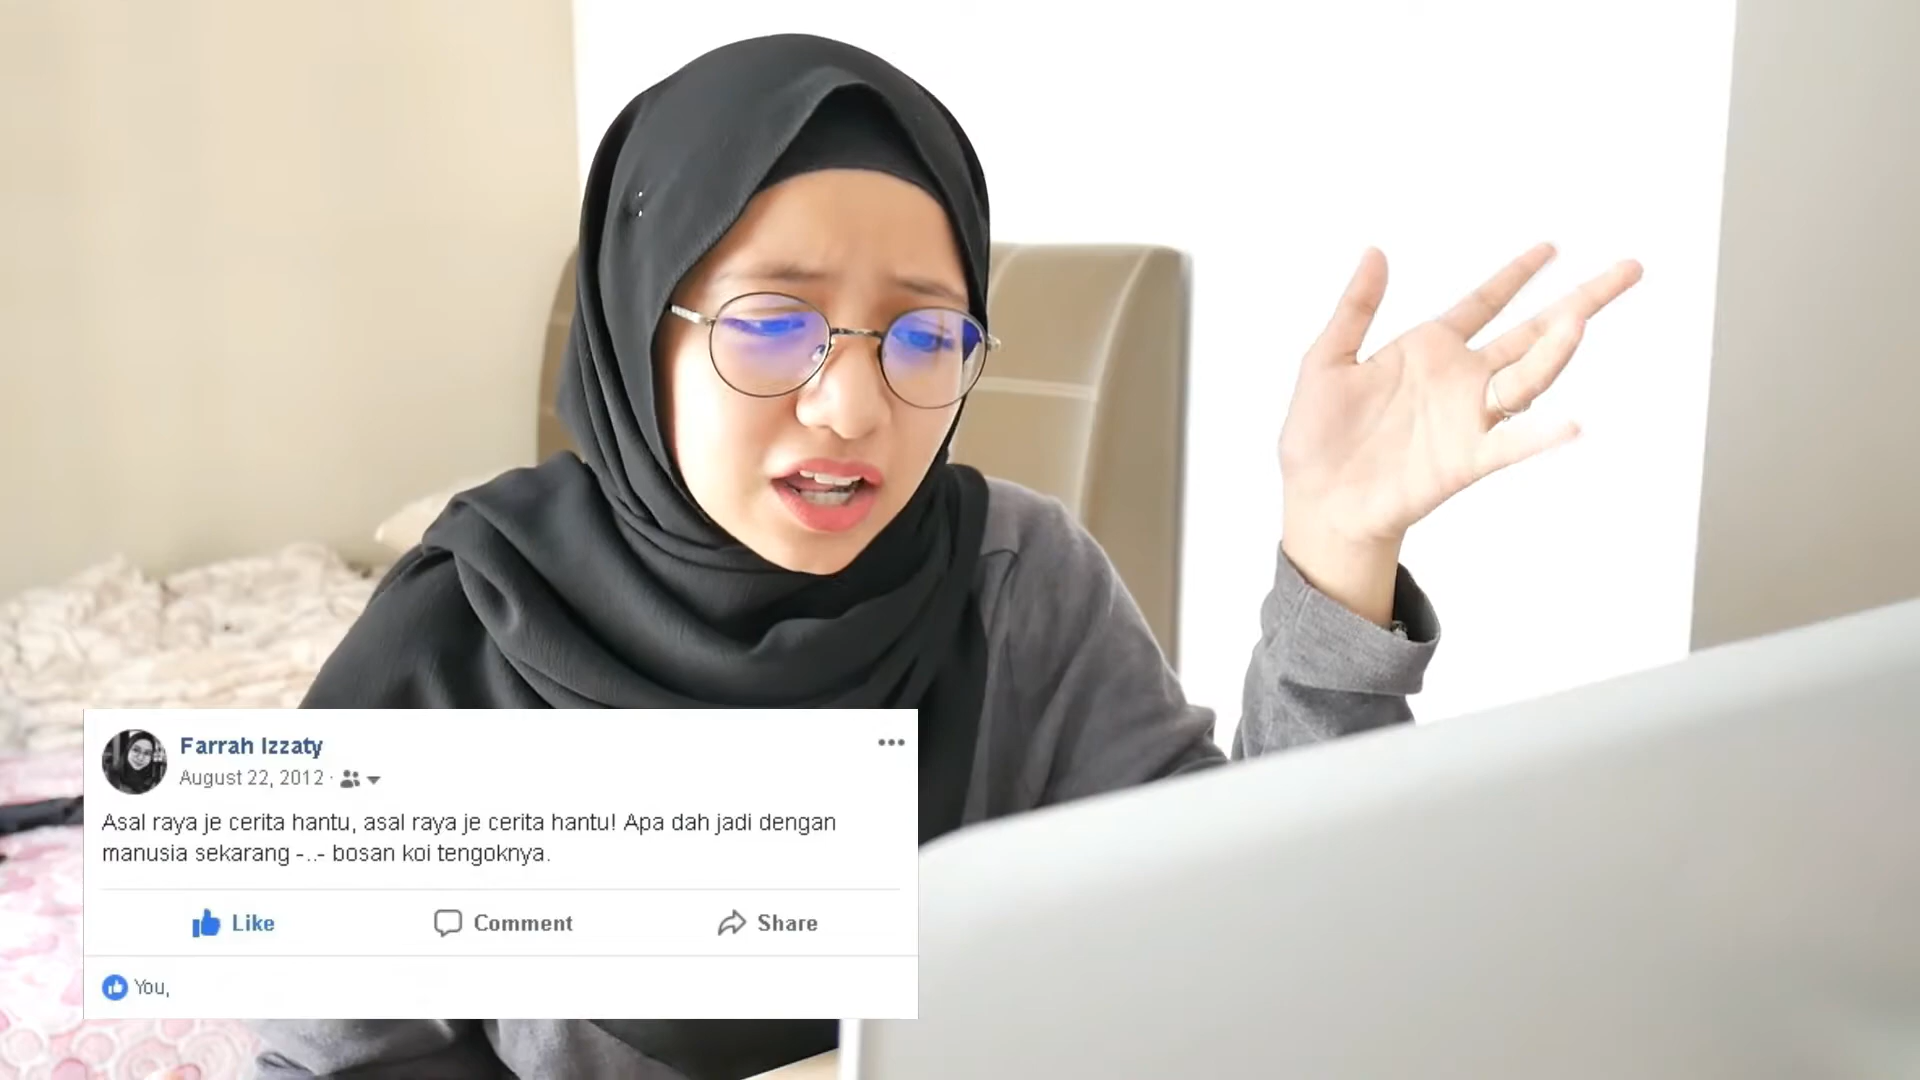 Farrah Izzaty
August 22, 2012 ·
Asal raya je cerita hantu, asal raya je cerita hantu! Apa dah jadi dengan
manusia sekarang -..- bosan koi tengoknya.
Like Comment Share
You,